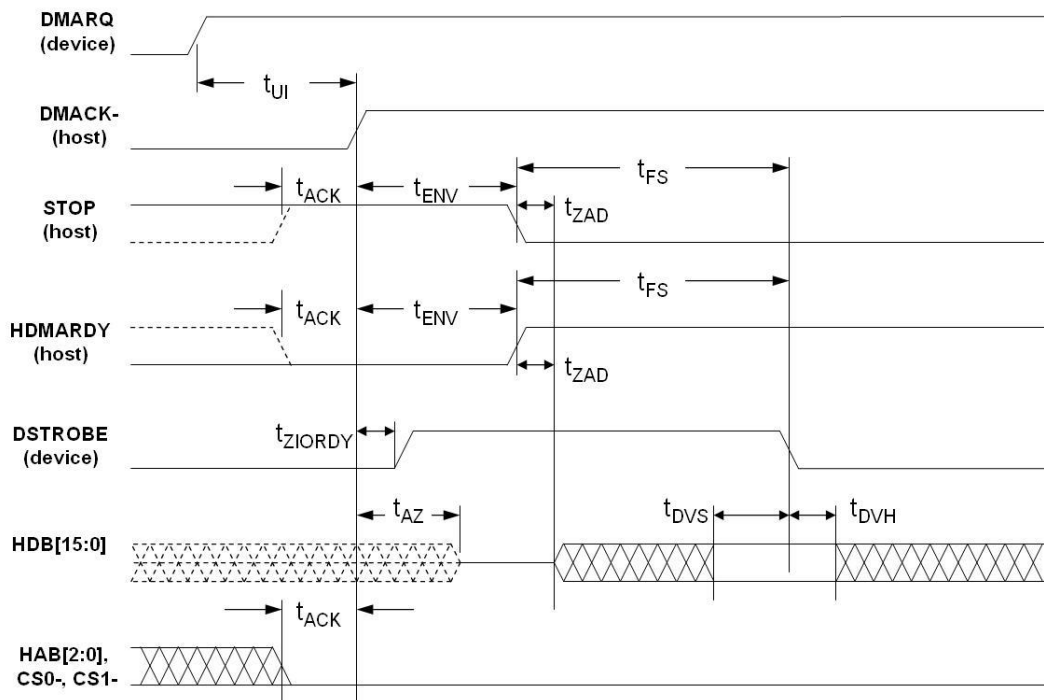 DMARQ
(device)
tUI
DMACK-
(host)
tFS
tACK
tENV
tZAD
STOP
(host)
tFS
tACK
tENV
HDMARDY
(host)
tZAD
DSTROBE
(device)
tZIORDY
tAZ
tDVS
tDVH
HDB[15:0]
tACK
HAB[2:0],
CS0-, CS1-